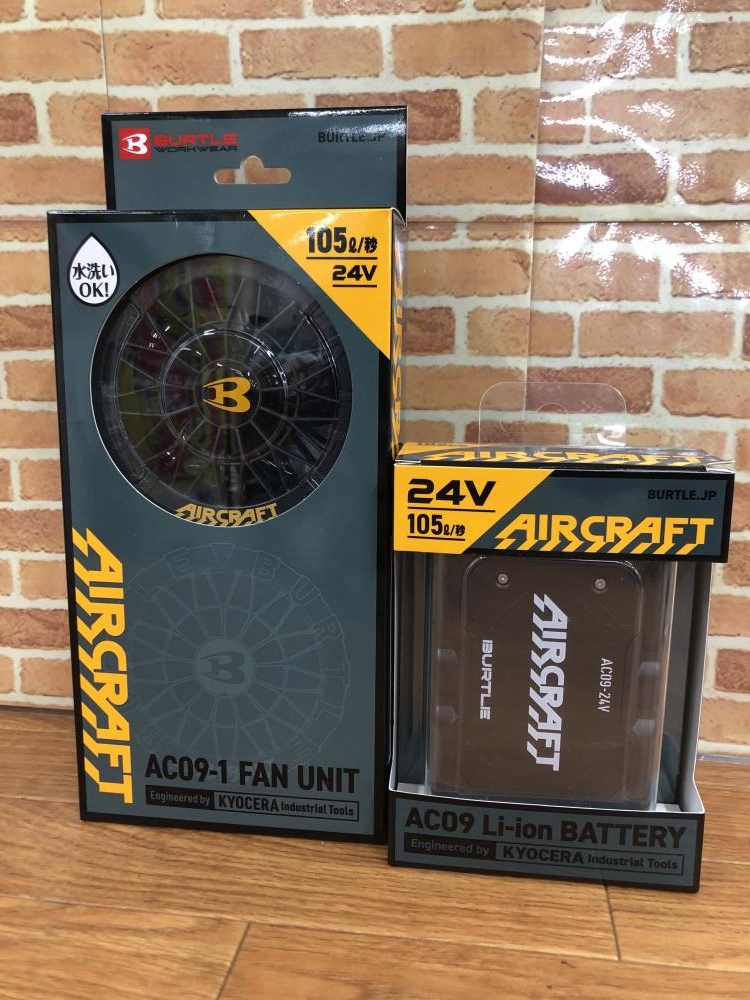 BURTLE
WORKWEAR
BURTLE.JP
水洗い
OK!
105ℓ/秒
24V
B
AIRCRAFT
AIRCRAFT
B
AC09-1 FAN UNIT
Engineered by KYOCERA Industrial Tools
AIRCRAFT
24V
105ℓ/秒
BURTLE.JP
AIRCRAFT
AIRCRAFT
BURTLE
AC09-24V
AC09 Li-ion BATTERY
Engineered by KYOCERA Industrial Tools